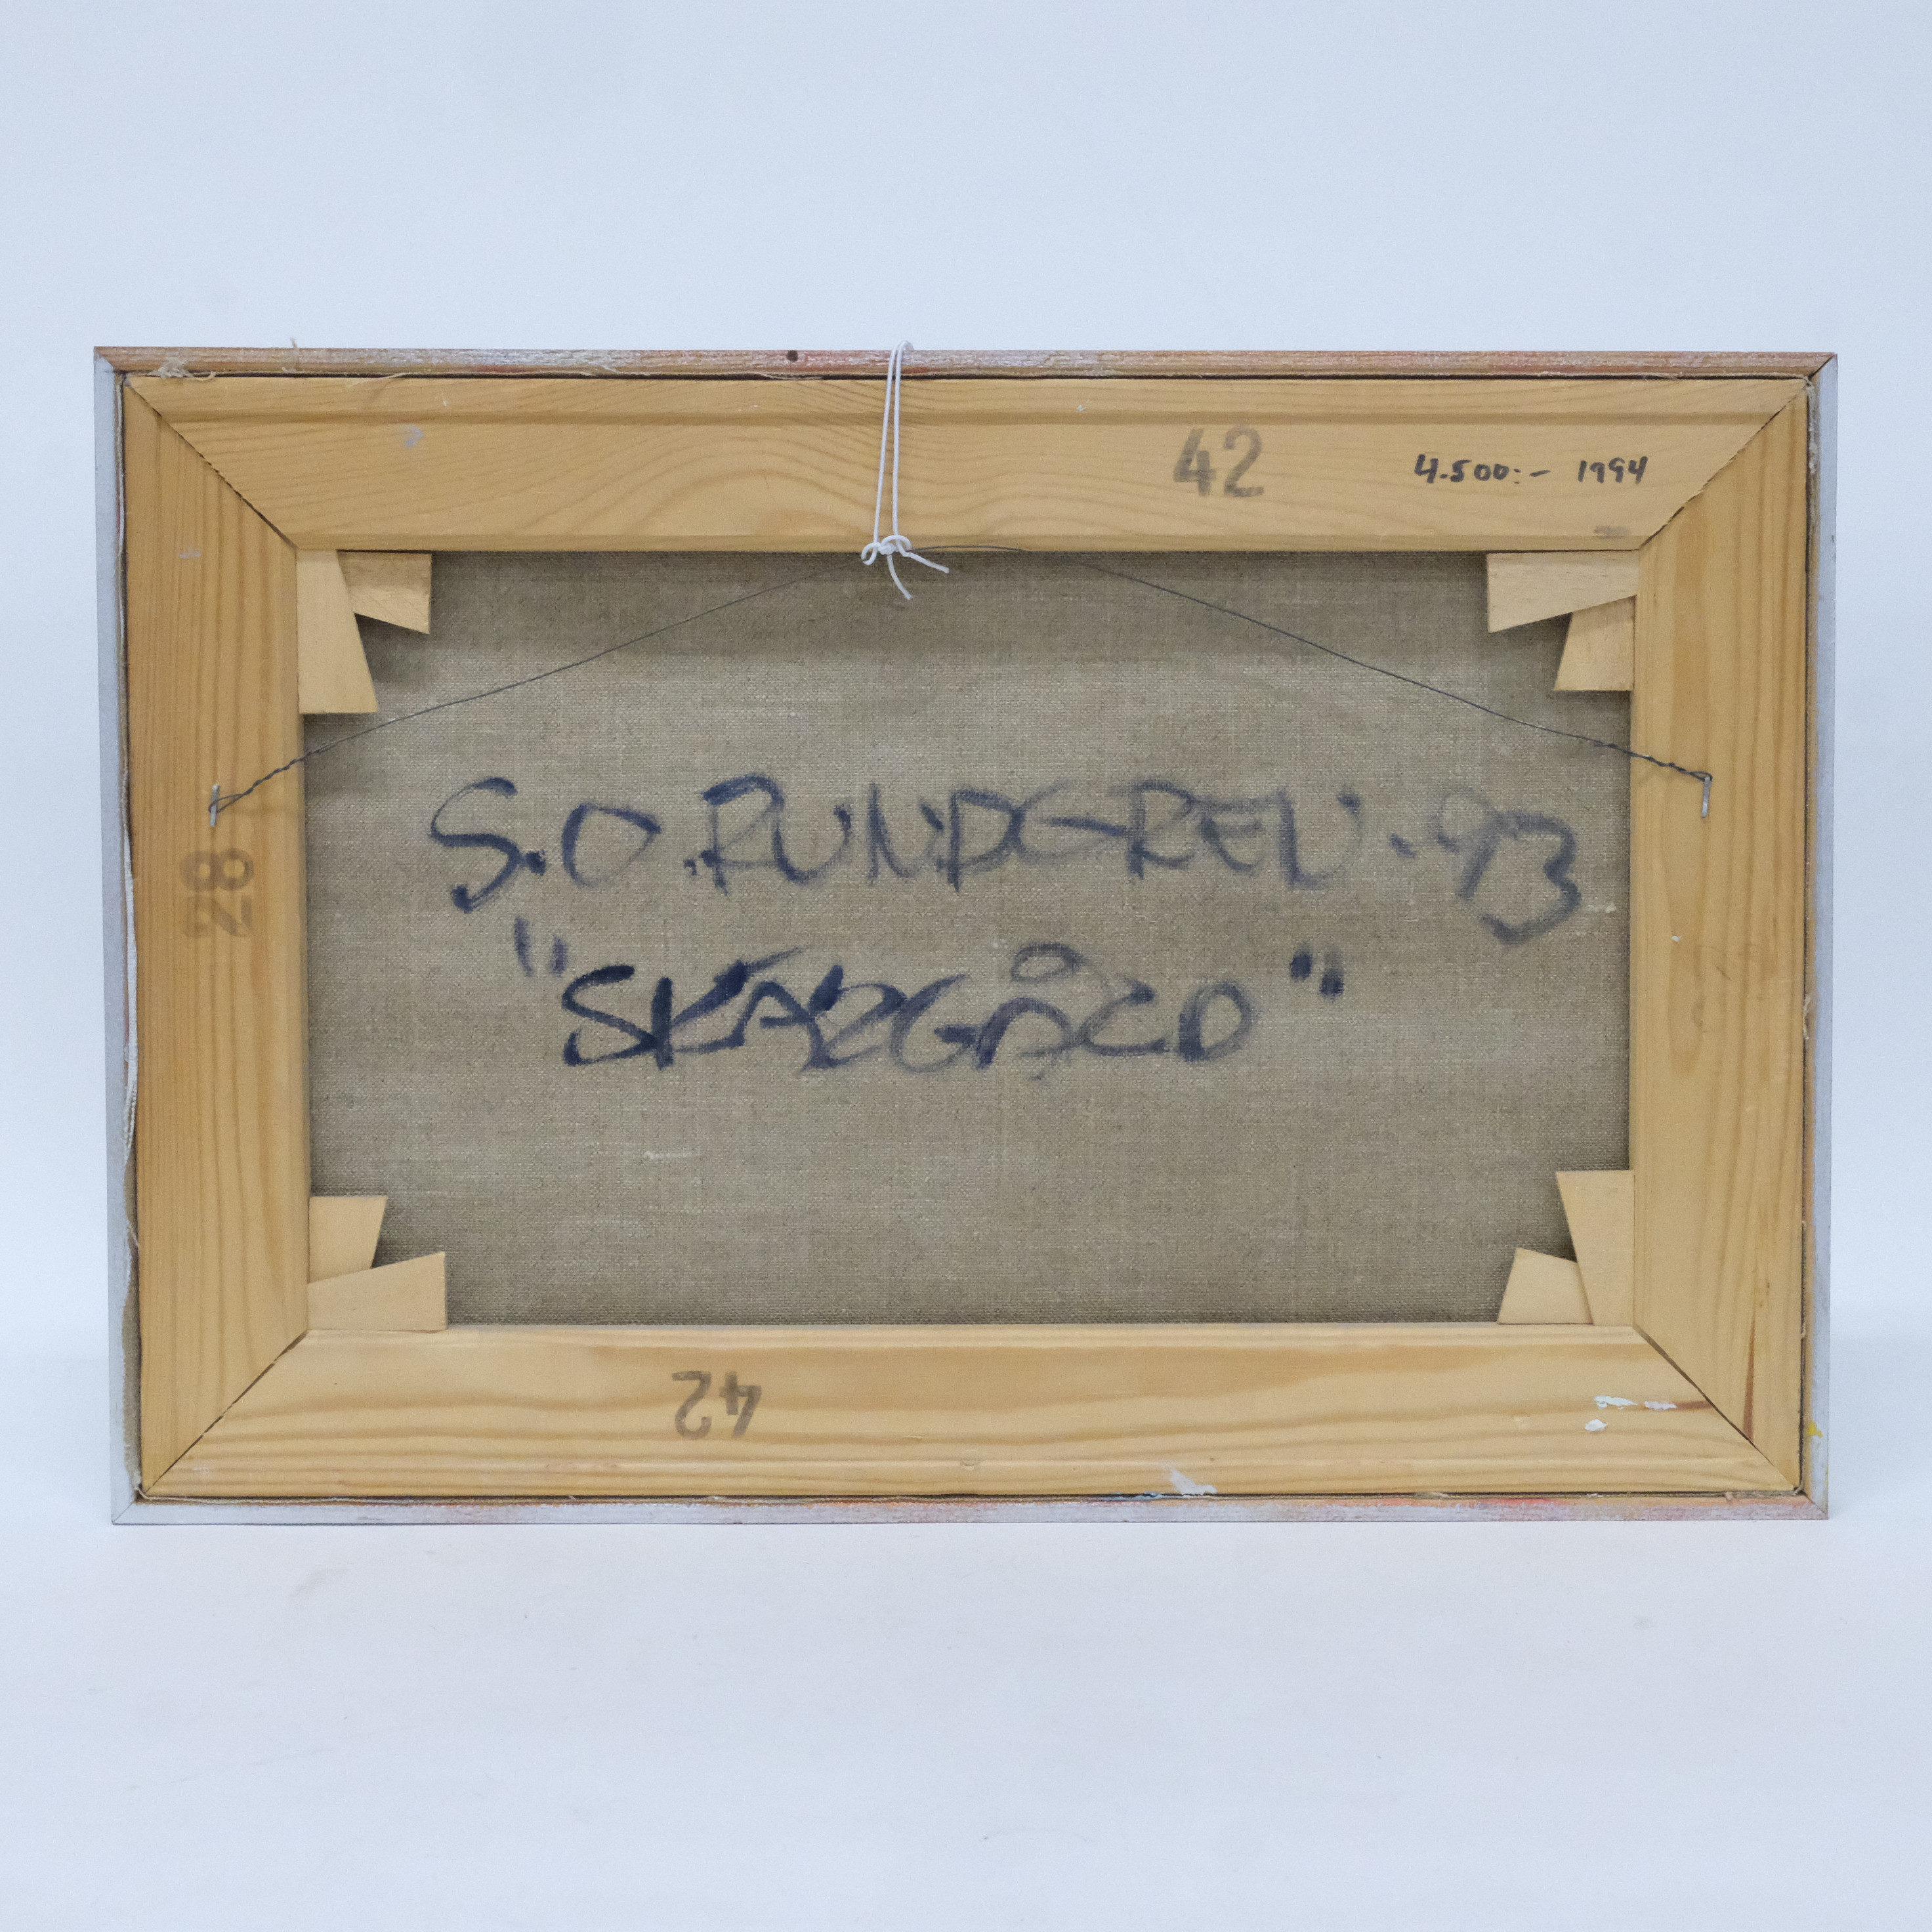 42
4.500:- 1994
S.O.RUNDGREN.-93
"SKÄRGÅRD"
28
42